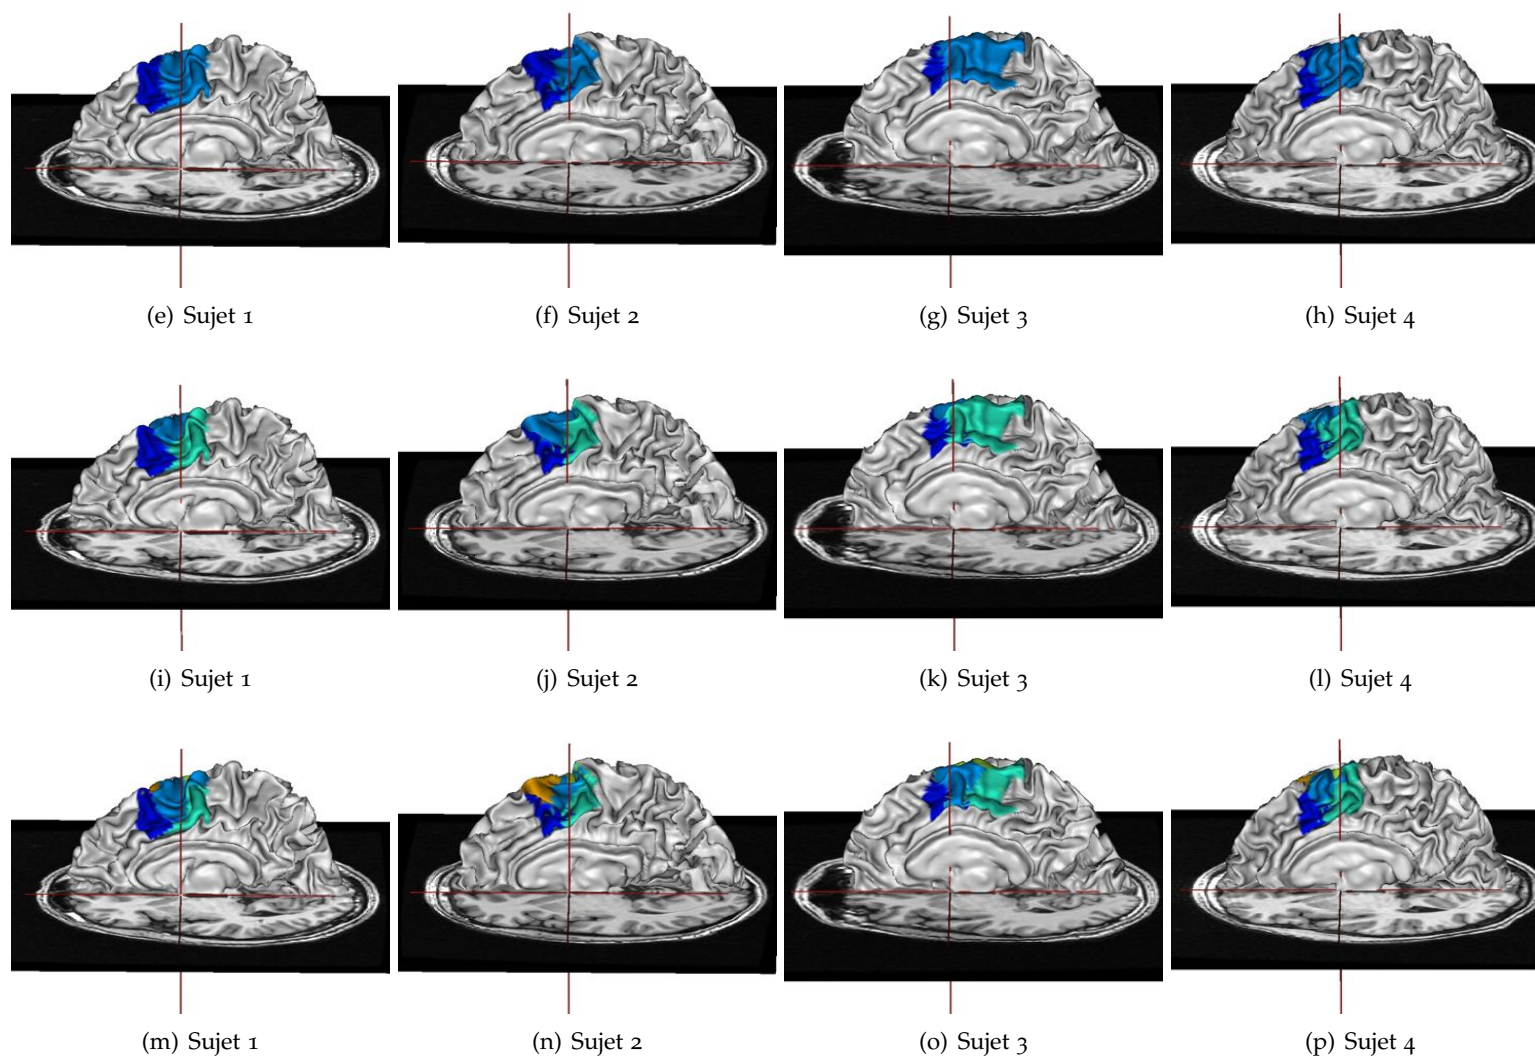 (e) Sujet 1
(f) Sujet 2
(g) Sujet 3
(h) Sujet 4
(i) Sujet 1
(j) Sujet 2
(k) Sujet 3
(l) Sujet 4
(m) Sujet 1
(n) Sujet 2
(o) Sujet 3
(p) Sujet 4